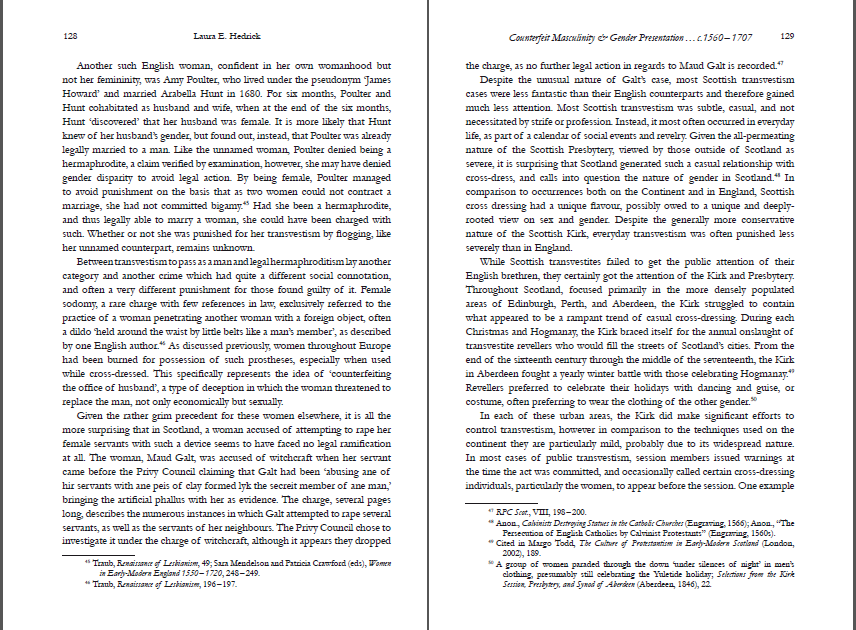 128
Laura E. Hedrick
Another such English woman, confident in her own womanhood but
not her femininity, was Amy Poulter, who lived under the pseudonym ‘James
Howard’ and married Arabella Hunt in 1680. For six months, Poulter and
Hunt cohabitated as husband and wife, when at the end of the six months,
Hunt ‘discovered’ that her husband was female. It is more likely that Hunt
knew of her husband’s gender, but found out, instead, that Poulter was already
legally married to a man. Like the unnamed woman, Poulter denied being a
hermaphrodite, a claim verified by examination, however, she may have denied
gender disparity to avoid legal action. By being female, Poulter managed
to avoid punishment on the basis that as two women could not contract a
marriage, she had not committed bigamy.⁴⁵ Had she been a hermaphrodite,
and thus legally able to marry a woman, she could have been charged with
such. Whether or not she was punished for her transvestism by flogging, like
her unnamed counterpart, remains unknown.
Between transvestism to pass as a man and legal hermaphroditism lay another
category and another crime which had quite a different social connotation,
and often a very different punishment for those found guilty of it. Female
sodomy, a rare charge with few references in law, exclusively referred to the
practice of a woman penetrating another woman with a foreign object, often
a dildo ‘held around the waist by little belts like a man’s member’, as described
by one English author.⁴⁶ As discussed previously, women throughout Europe
had been burned for possession of such prostheses, especially when used
while cross-dressed. This specifically represents the idea of ‘counterfeiting
the office of husband’, a type of deception in which the woman threatened to
replace the man, not only economically but sexually.
Given the rather grim precedent for these women elsewhere, it is all the
more surprising that in Scotland, a woman accused of attempting to rape her
female servants with such a device seems to have faced no legal ramification
at all. The woman, Maud Galt, was accused of witchcraft when her servant
came before the Privy Council claiming that Galt had been ‘abusing ane of
hir servants with ane peis of clay formed lyk the secreit member of ane man,’
bringing the artificial phallus with her as evidence. The charge, several pages
long, describes the numerous instances in which Galt attempted to rape several
servants, as well as the servants of her neighbours. The Privy Council chose to
investigate it under the charge of witchcraft, although it appears they dropped
⁴⁵ Traub, Renaissance of Lesbianism, 49; Sara Mendelson and Patricia Crawford (eds), Women
in Early-Modern England 1550–1720, 248–249.
⁴⁶ Traub, Renaissance of Lesbianism, 196–197.
Counterfeit Masculinity & Gender Presentation … c.1560–1707
129
the charge, as no further legal action in regards to Maud Galt is recorded.⁴⁷
Despite the unusual nature of Galt’s case, most Scottish transvestism
cases were less fantastic than their English counterparts and therefore gained
much less attention. Most Scottish transvestism was subtle, casual, and not
necessitated by strife or profession. Instead, it most often occurred in everyday
life, as part of a calendar of social events and revelry. Given the all-permeating
nature of the Scottish Presbytery, viewed by those outside of Scotland as
severe, it is surprising that Scotland generated such a casual relationship with
cross-dress, and calls into question the nature of gender in Scotland.⁴⁸ In
comparison to occurrences both on the Continent and in England, Scottish
cross dressing had a unique flavour, possibly owed to a unique and deeply-
rooted view on sex and gender. Despite the generally more conservative
nature of the Scottish Kirk, everyday transvestism was often punished less
severely than in England.
While Scottish transvestites failed to get the public attention of their
English brethren, they certainly got the attention of the Kirk and Presbytery.
Throughout Scotland, focused primarily in the more densely populated
areas of Edinburgh, Perth, and Aberdeen, the Kirk struggled to contain
what appeared to be a rampant trend of casual cross-dressing. During each
Christmas and Hogmanay, the Kirk braced itself for the annual onslaught of
transvestite revellers who would fill the streets of Scotland’s cities. From the
end of the sixteenth century through the middle of the seventeenth, the Kirk
in Aberdeen fought a yearly winter battle with those celebrating Hogmanay.⁴⁹
Revellers preferred to celebrate their holidays with dancing and guise, or
costume, often preferring to wear the clothing of the other gender.⁵⁰
In each of these urban areas, the Kirk did make significant efforts to
control transvestism, however in comparison to the techniques used on the
continent they are particularly mild, probably due to its widespread nature.
In most cases of public transvestism, session members issued warnings at
the time the act was committed, and occasionally called certain cross-dressing
individuals, particularly the women, to appear before the session. One example
⁴⁷ RPC Scot., VIII, 198–200.
⁴⁸ Anon., Calvinists Destroying Statues in the Catholic Churches (Engraving, 1566); Anon., “The
Persecution of English Catholics by Calvinist Protestants” (Engraving, 1560s).
⁴⁹ Cited in Margo Todd, The Culture of Protestantism in Early-Modern Scotland (London,
2002), 189.
⁵⁰ A group of women paraded through the down ‘under silences of night’ in men’s
clothing, presumably still celebrating the Yuletide holiday; Selections from the Kirk
Session, Presbytery, and Synod of Aberdeen (Aberdeen, 1846), 22.